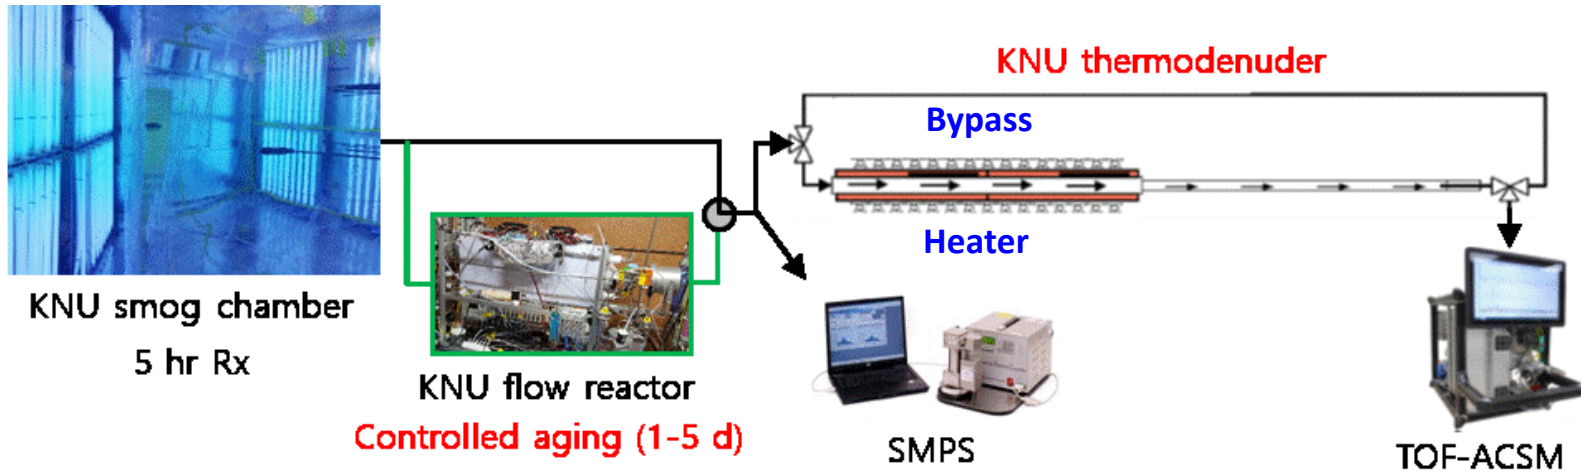 KNU thermodenuder
Bypass
Heater
KNU smog chamber
5 hr Rx
KNU flow reactor
Controlled aging (1-5 d)
SMPS
TOF-ACSM